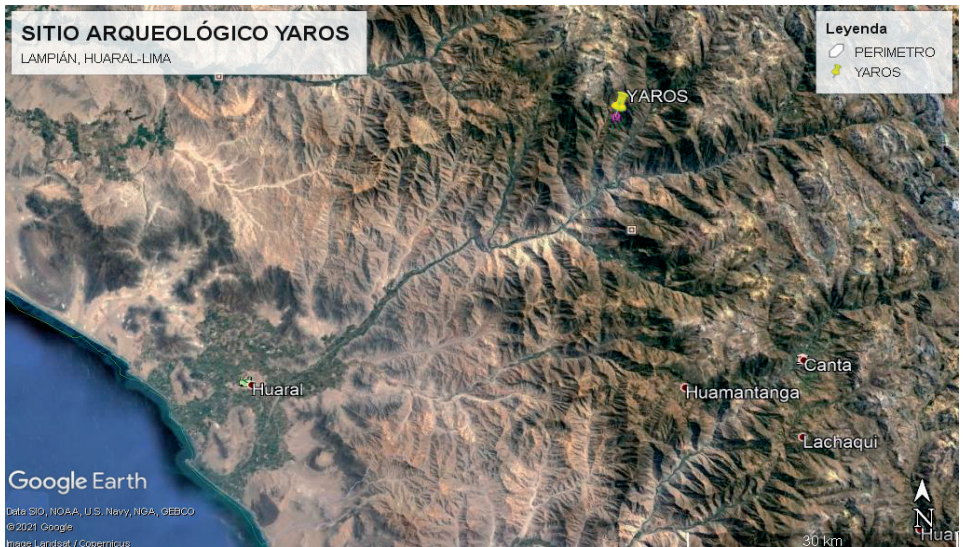 SITIO ARQUEOLÓGICO YAROS
LAMPIÁN, HUARAL-LIMA
Leyenda
PERIMETRO
YAROS
YAROS
Huaral
Canta
Huamantanga
Lachaqui
Google Earth
Data SIO, NOAA, U.S. Navy, NGA, GEBCO
©2021 Google
Image Landsat / Copernicus
N
30 km